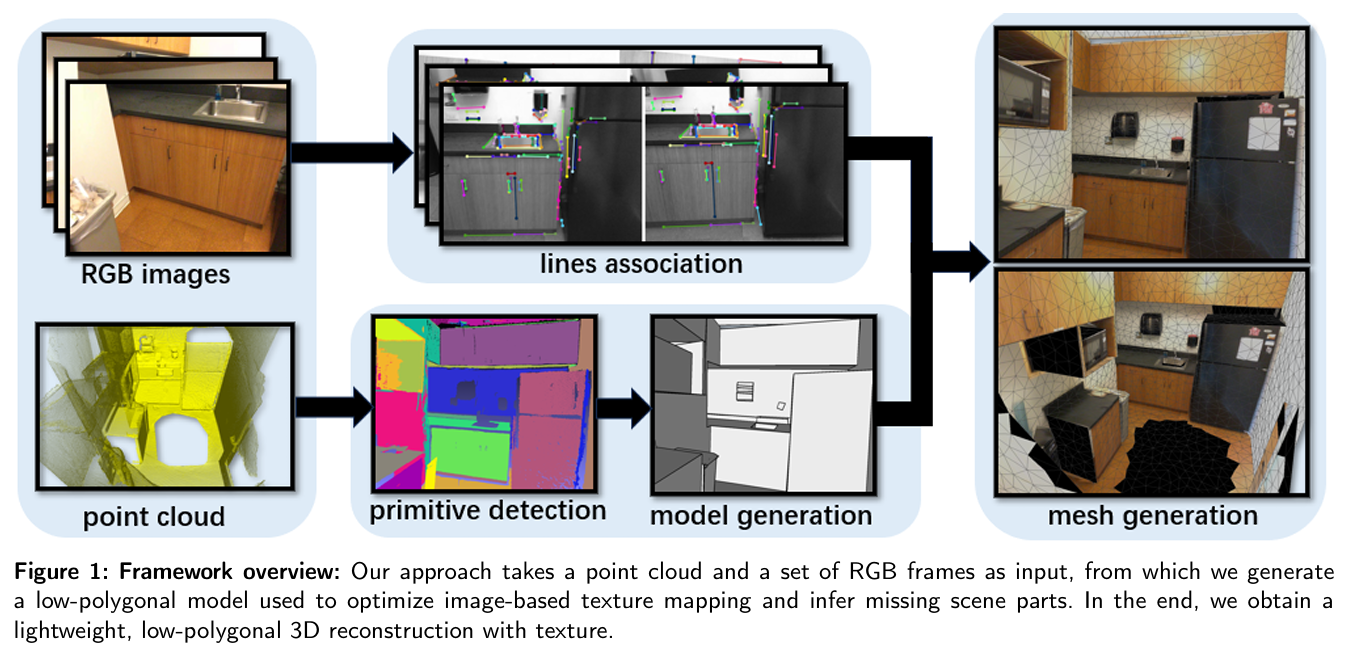 RGB images
lines association
point cloud
primitive detection
model generation
mesh generation
Figure 1: Framework overview: Our approach takes a point cloud and a set of RGB frames as input, from which we generate
a low-polygonal model used to optimize image-based texture mapping and infer missing scene parts. In the end, we obtain a
lightweight, low-polygonal 3D reconstruction with texture.